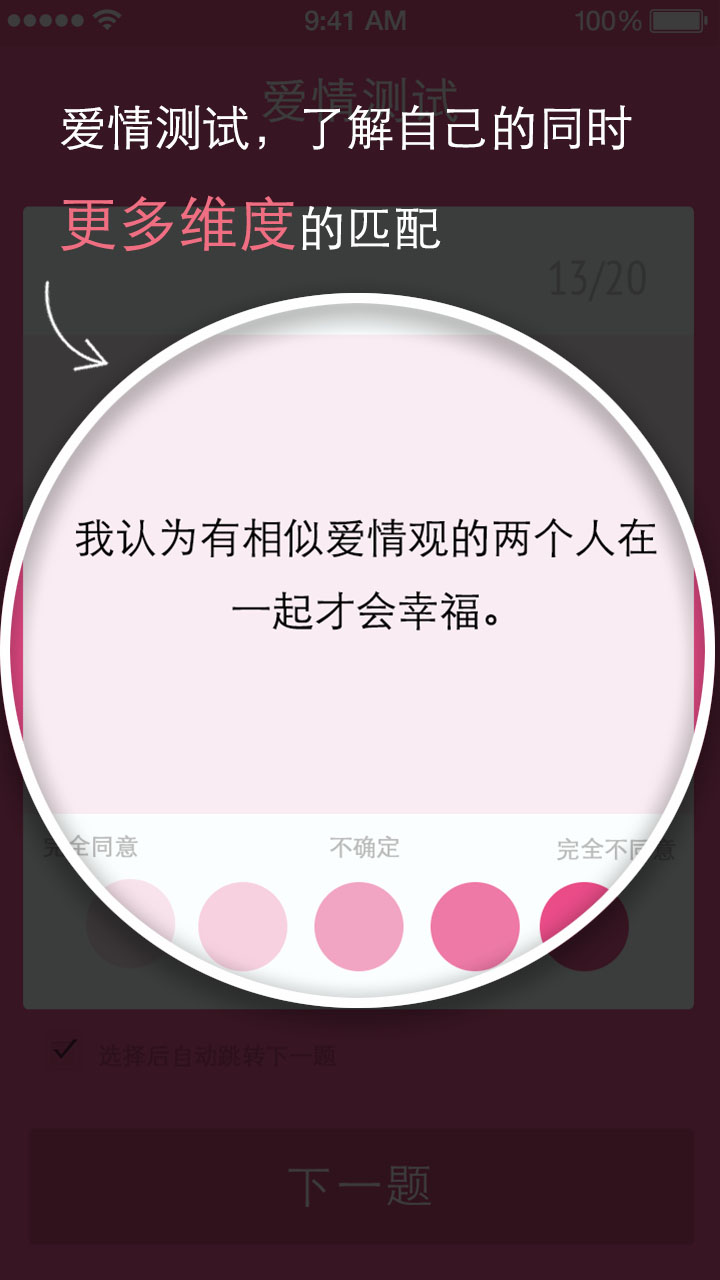 9:41 AM
100%
爱情测试
爱情测试，了解自己的同时
更多维度的匹配
13/20
我认为有相似爱情观的两个人在
一起才会幸福。
完全同意
不确定
完全不同意
选择后自动跳转下一题
下一题